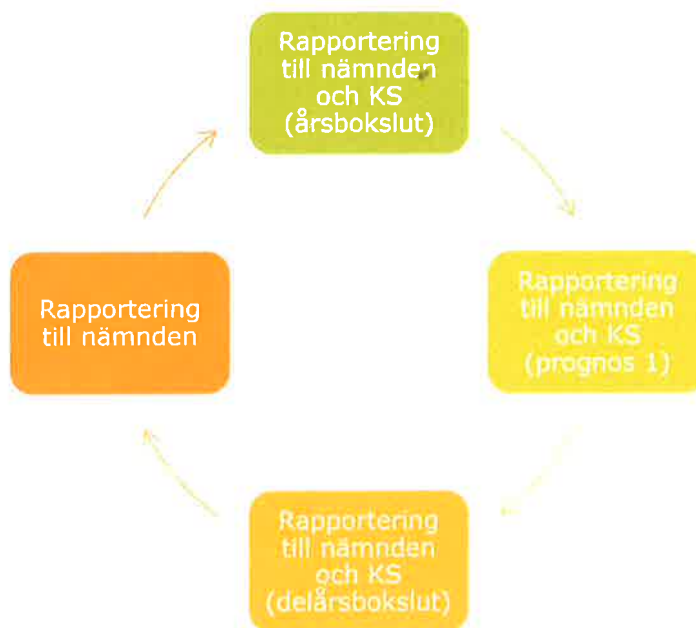 Rapportering
till nämnden
och KS
(årsbokslut)
Rapportering
till nämnden
och KS
(prognos 1)
Rapportering
till nämnden
och KS
(delårsbokslut)
Rapportering
till nämnden